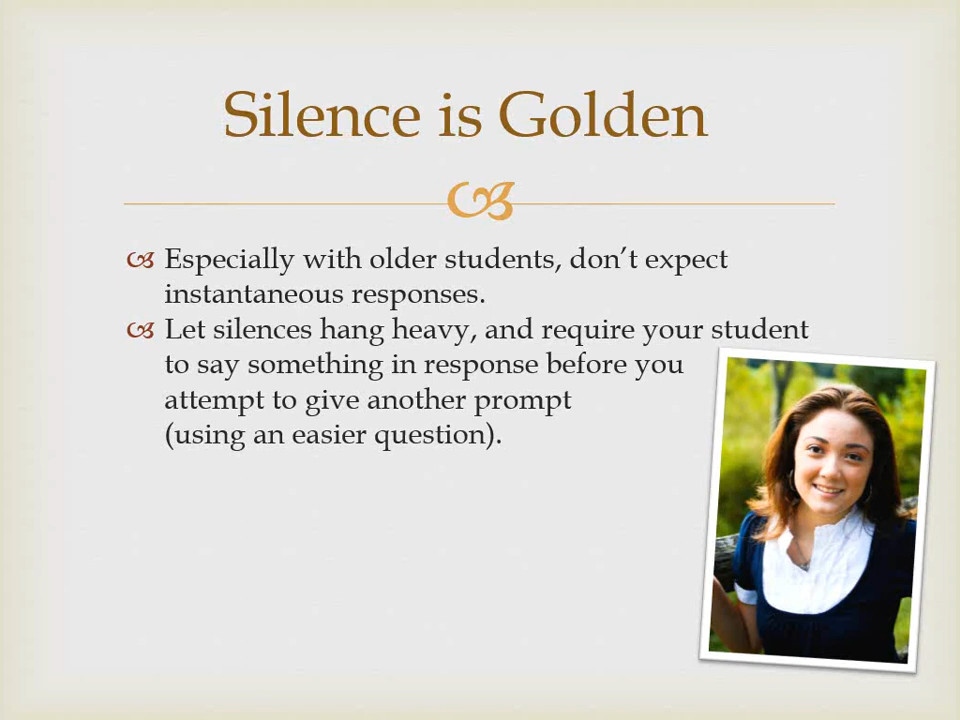 Silence is Golden
Especially with older students, don’t expect
instantaneous responses.
Let silences hang heavy, and require your student
to say something in response before you
attempt to give another prompt
(using an easier question).